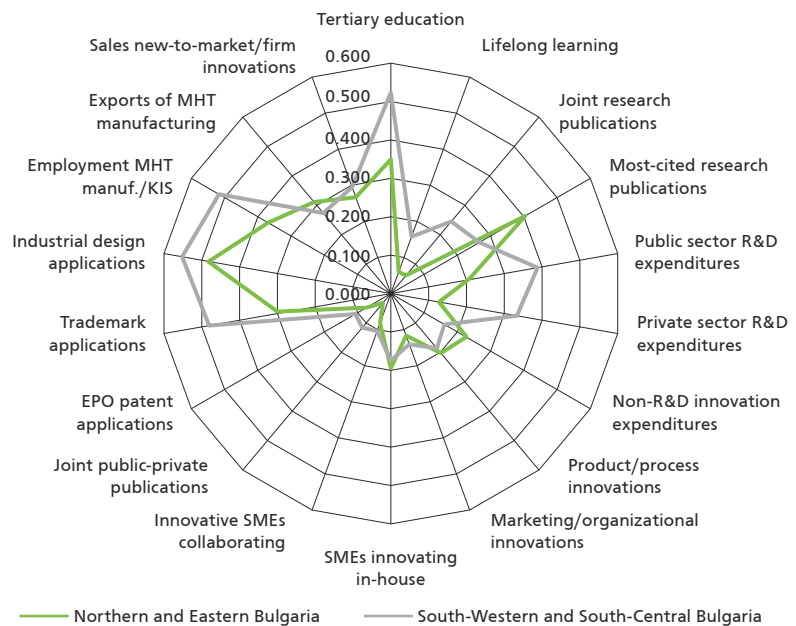 Tertiary education
Sales new-to-market/firm
innovations
0.600
Lifelong learning
Exports of MHT
manufacturing
0.500
Joint research
publications
0.400
Employment MHT
manuf./KIS
0.300
Most-cited research
publications
0.200
Industrial design
applications
0.100
Public sector R&D
expenditures
0.000
Trademark
applications
Private sector R&D
expenditures
EPO patent
applications
Non-R&D innovation
expenditures
Joint public-private
publications
Product/process
innovations
Innovative SMEs
collaborating
Marketing/organizational
innovations
SMEs innovating
in-house
Northern and Eastern Bulgaria
South-Western and South-Central Bulgaria